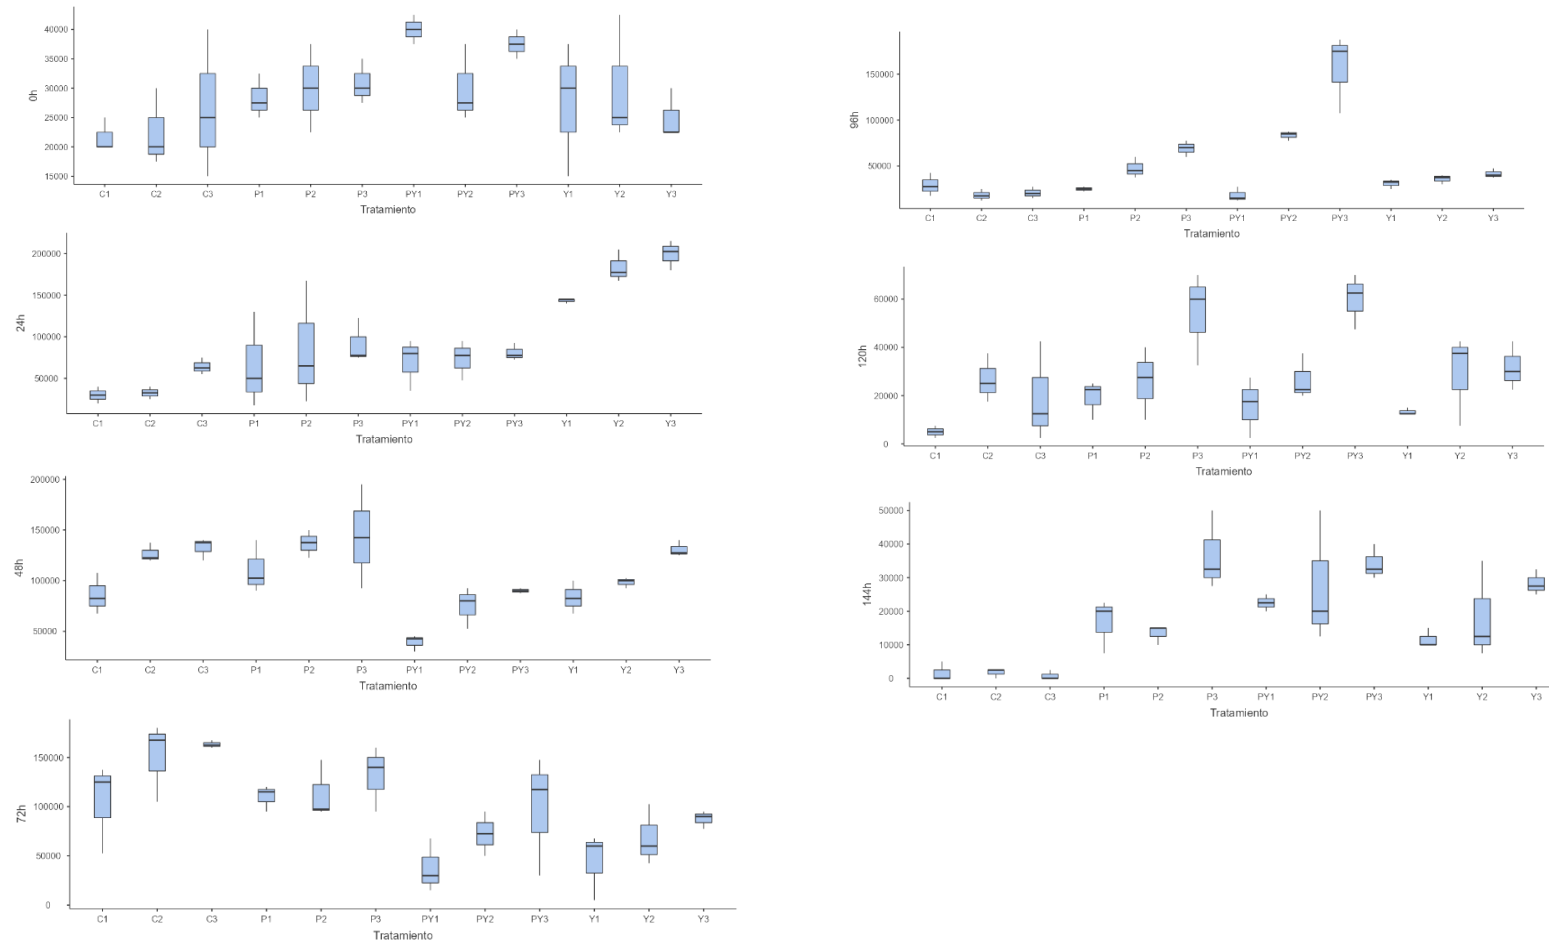 0h
40000
35000
30000
25000
20000
15000
C1 C2 C3 P1 P2 P3 PY1 PY2 PY3 Y1 Y2 Y3
Tratamiento
24h
200000
150000
100000
50000
C1 C2 C3 P1 P2 P3 PY1 PY2 PY3 Y1 Y2 Y3
Tratamiento
48h
200000
150000
100000
50000
C1 C2 C3 P1 P2 P3 PY1 PY2 PY3 Y1 Y2 Y3
Tratamiento
72h
150000
100000
50000
0
C1 C2 C3 P1 P2 P3 PY1 PY2 PY3 Y1 Y2 Y3
Tratamiento
96h
150000
100000
50000
C1 C2 C3 P1 P2 P3 PY1 PY2 PY3 Y1 Y2 Y3
Tratamiento
120h
60000
40000
20000
0
C1 C2 C3 P1 P2 P3 PY1 PY2 PY3 Y1 Y2 Y3
Tratamiento
144h
50000
40000
30000
20000
10000
0
C1 C2 C3 P1 P2 P3 PY1 PY2 PY3 Y1 Y2 Y3
Tratamiento